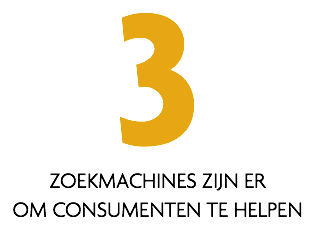 3
ZOEKMACHINES ZIJN ER
OM CONSUMENTEN TE HELPEN